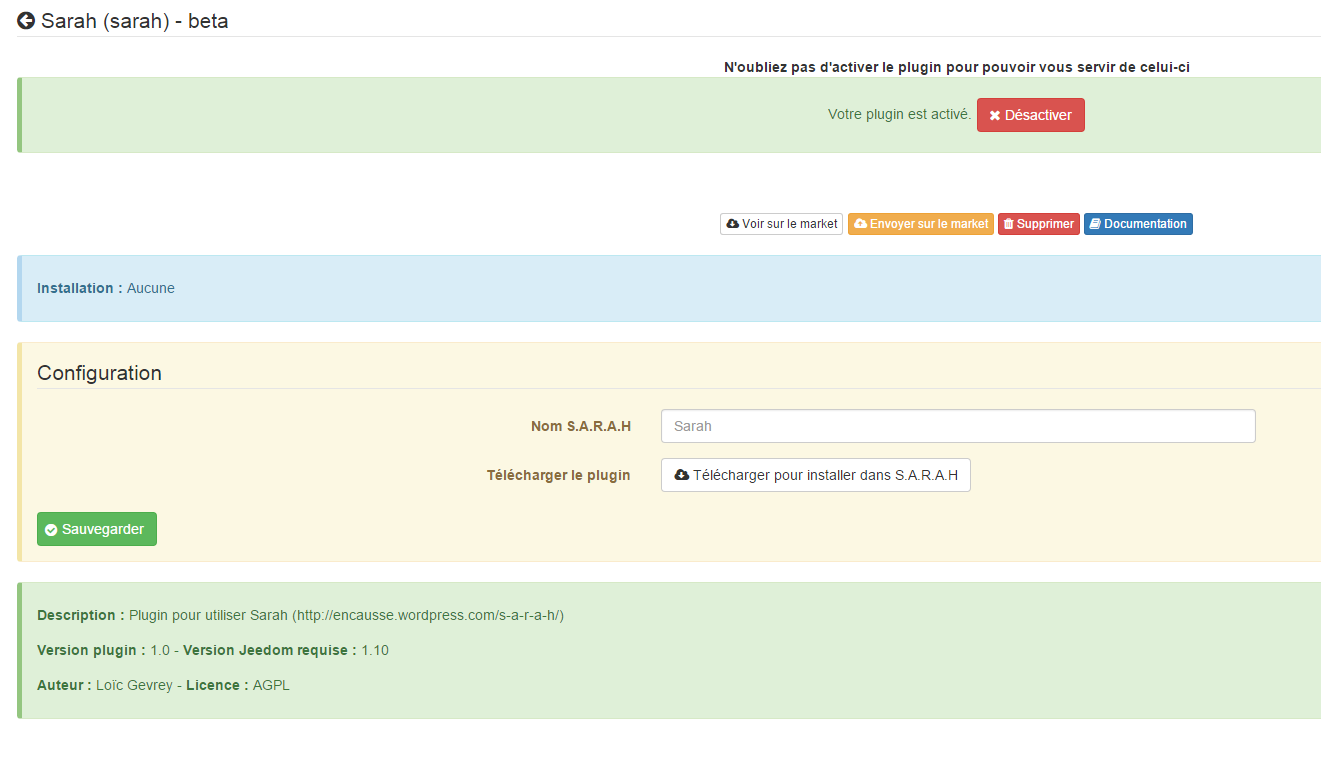 Sarah (sarah) - beta
N'oubliez pas d'activer le plugin pour pouvoir vous servir de celui-ci
Votre plugin est activé. Désactiver
Voir sur le market Envoyer sur le market Supprimer Documentation
Installation : Aucune
Configuration
Nom S.A.R.A.H Sarah
Télécharger le plugin Télécharger pour installer dans S.A.R.A.H
Sauvegarder
Description : Plugin pour utiliser Sarah (http://encausse.wordpress.com/s-a-r-a-h/)
Version plugin : 1.0 - Version Jeedom requise : 1.10
Auteur : Loïc Gevrey - Licence : AGPL